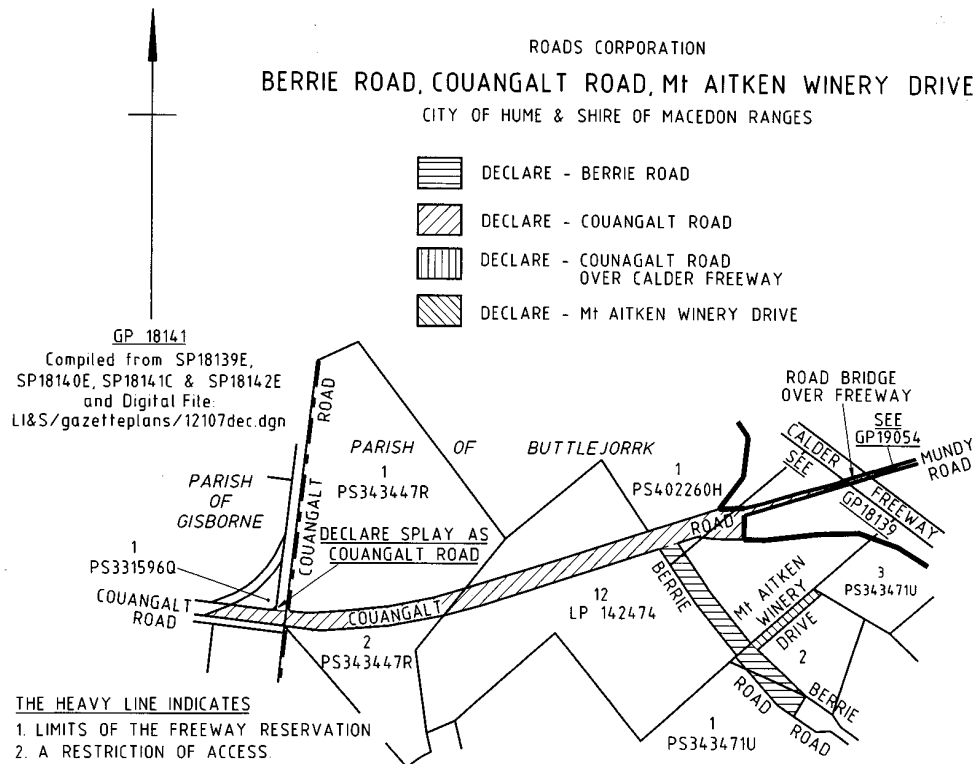 ROADS CORPORATION
BERRIE ROAD, COUANGALT ROAD, Mt AITKEN WINERY DRIVE
CITY OF HUME & SHIRE OF MACEDON RANGES
DECLARE - BERRIE ROAD
DECLARE - COUANGALT ROAD
DECLARE - COUNAGALT ROAD
OVER CALDER FREEWAY
DECLARE - Mt AITKEN WINERY DRIVE
GP 18141
Compiled from SP18139E,
SP18140E, SP18141C & SP18142E
and Digital File:
LI&S/gazetteplans/12107dec.dgn
ROAD BRIDGE
OVER FREEWAY
SEE
GP19054
MUNDY
ROAD
CALDER
FREEWAY
SEE
GP18139
COUANGALT
ROAD
PARISH OF BUTTLEJORRK
1
PS343447R
1
PS402260H
PARISH
OF
GISBORNE
DECLARE SPLAY AS
COUANGALT ROAD
1
PS331596Q
COUANGALT
ROAD
COUANGALT
ROAD
2
PS343447R
12
LP 142474
BERRIE
ROAD
Mt AITKEN
WINERY
DRIVE
3
PS343471U
2
BERRIE
ROAD
1
PS343471U
THE HEAVY LINE INDICATES
1. LIMITS OF THE FREEWAY RESERVATION
2. A RESTRICTION OF ACCESS.